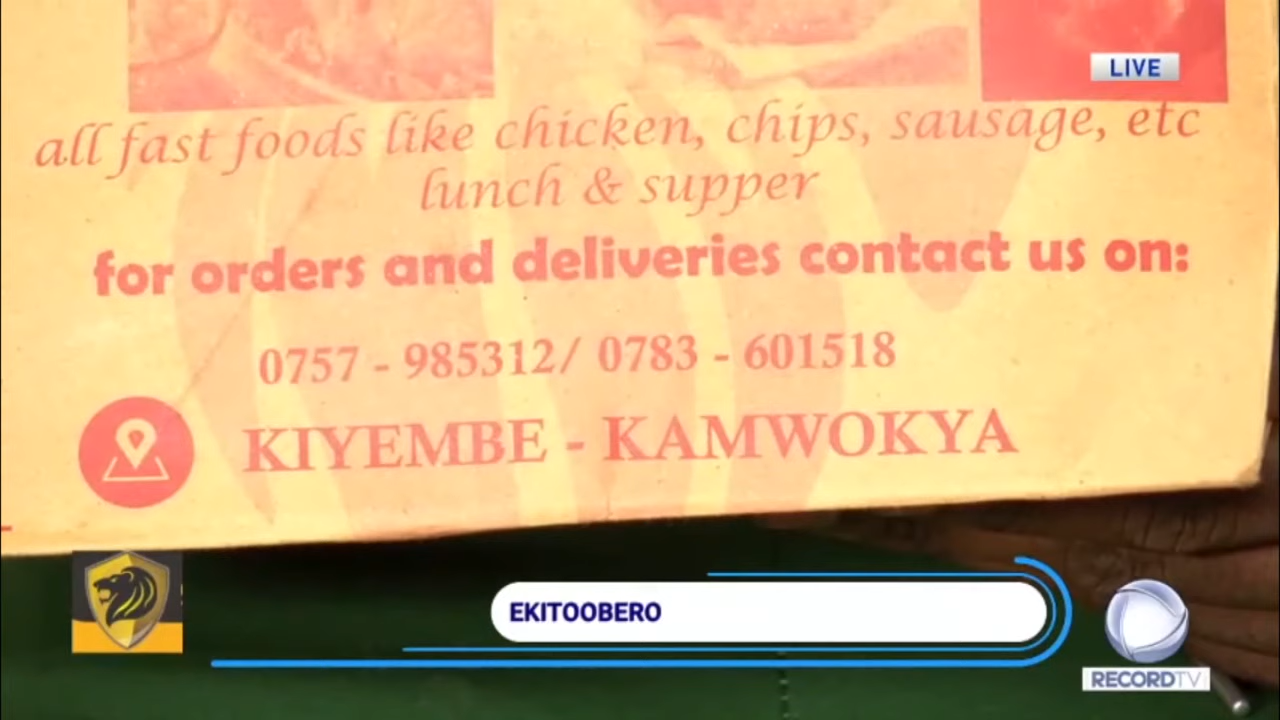 LIVE
all fast foods like chicken, chips, sausage, etc
lunch & supper
for orders and deliveries contact us on:
0757 - 985312/ 0783 - 601518
KIYEMBE - KAMWOKYA
EKITOOBERO
RECORDTV